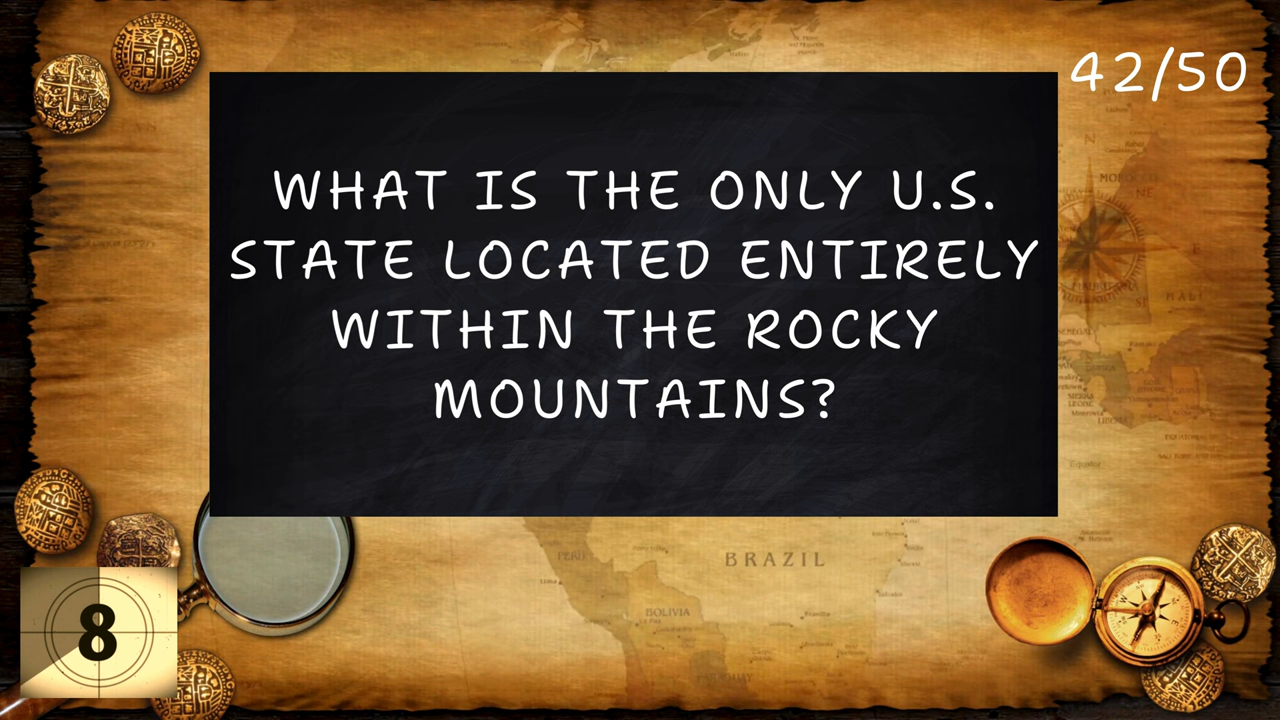 42/50
WHAT IS THE ONLY U.S.
STATE LOCATED ENTIRELY
WITHIN THE ROCKY
MOUNTAINS?
BRAZIL
BOLIVIA
8